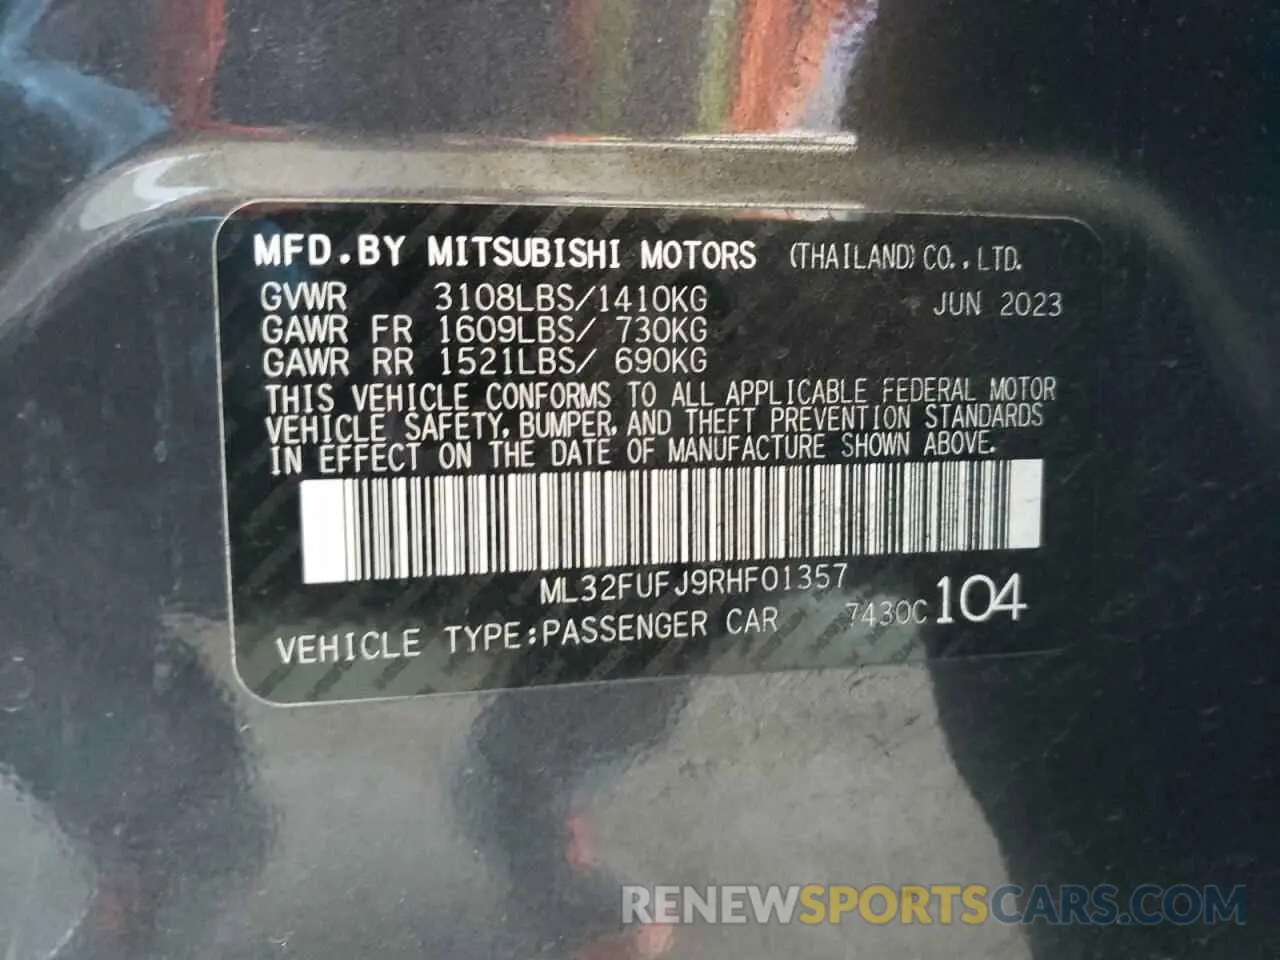 MFD.BY MITSUBISHI MOTORS (THAILAND) CO.,LTD.
GVWR 3108LBS/1410KG JUN 2023
GAWR FR 1609LBS/ 730KG
GAWR RR 1521LBS/ 690KG
THIS VEHICLE CONFORMS TO ALL APPLICABLE FEDERAL MOTOR
VEHICLE SAFETY, BUMPER, AND THEFT PREVENTION STANDARDS
IN EFFECT ON THE DATE OF MANUFACTURE SHOWN ABOVE.
ML32FUFJ9RHF01357
VEHICLE TYPE:PASSENGER CAR 7430C 104
RENEWSPORTSCARS.COM